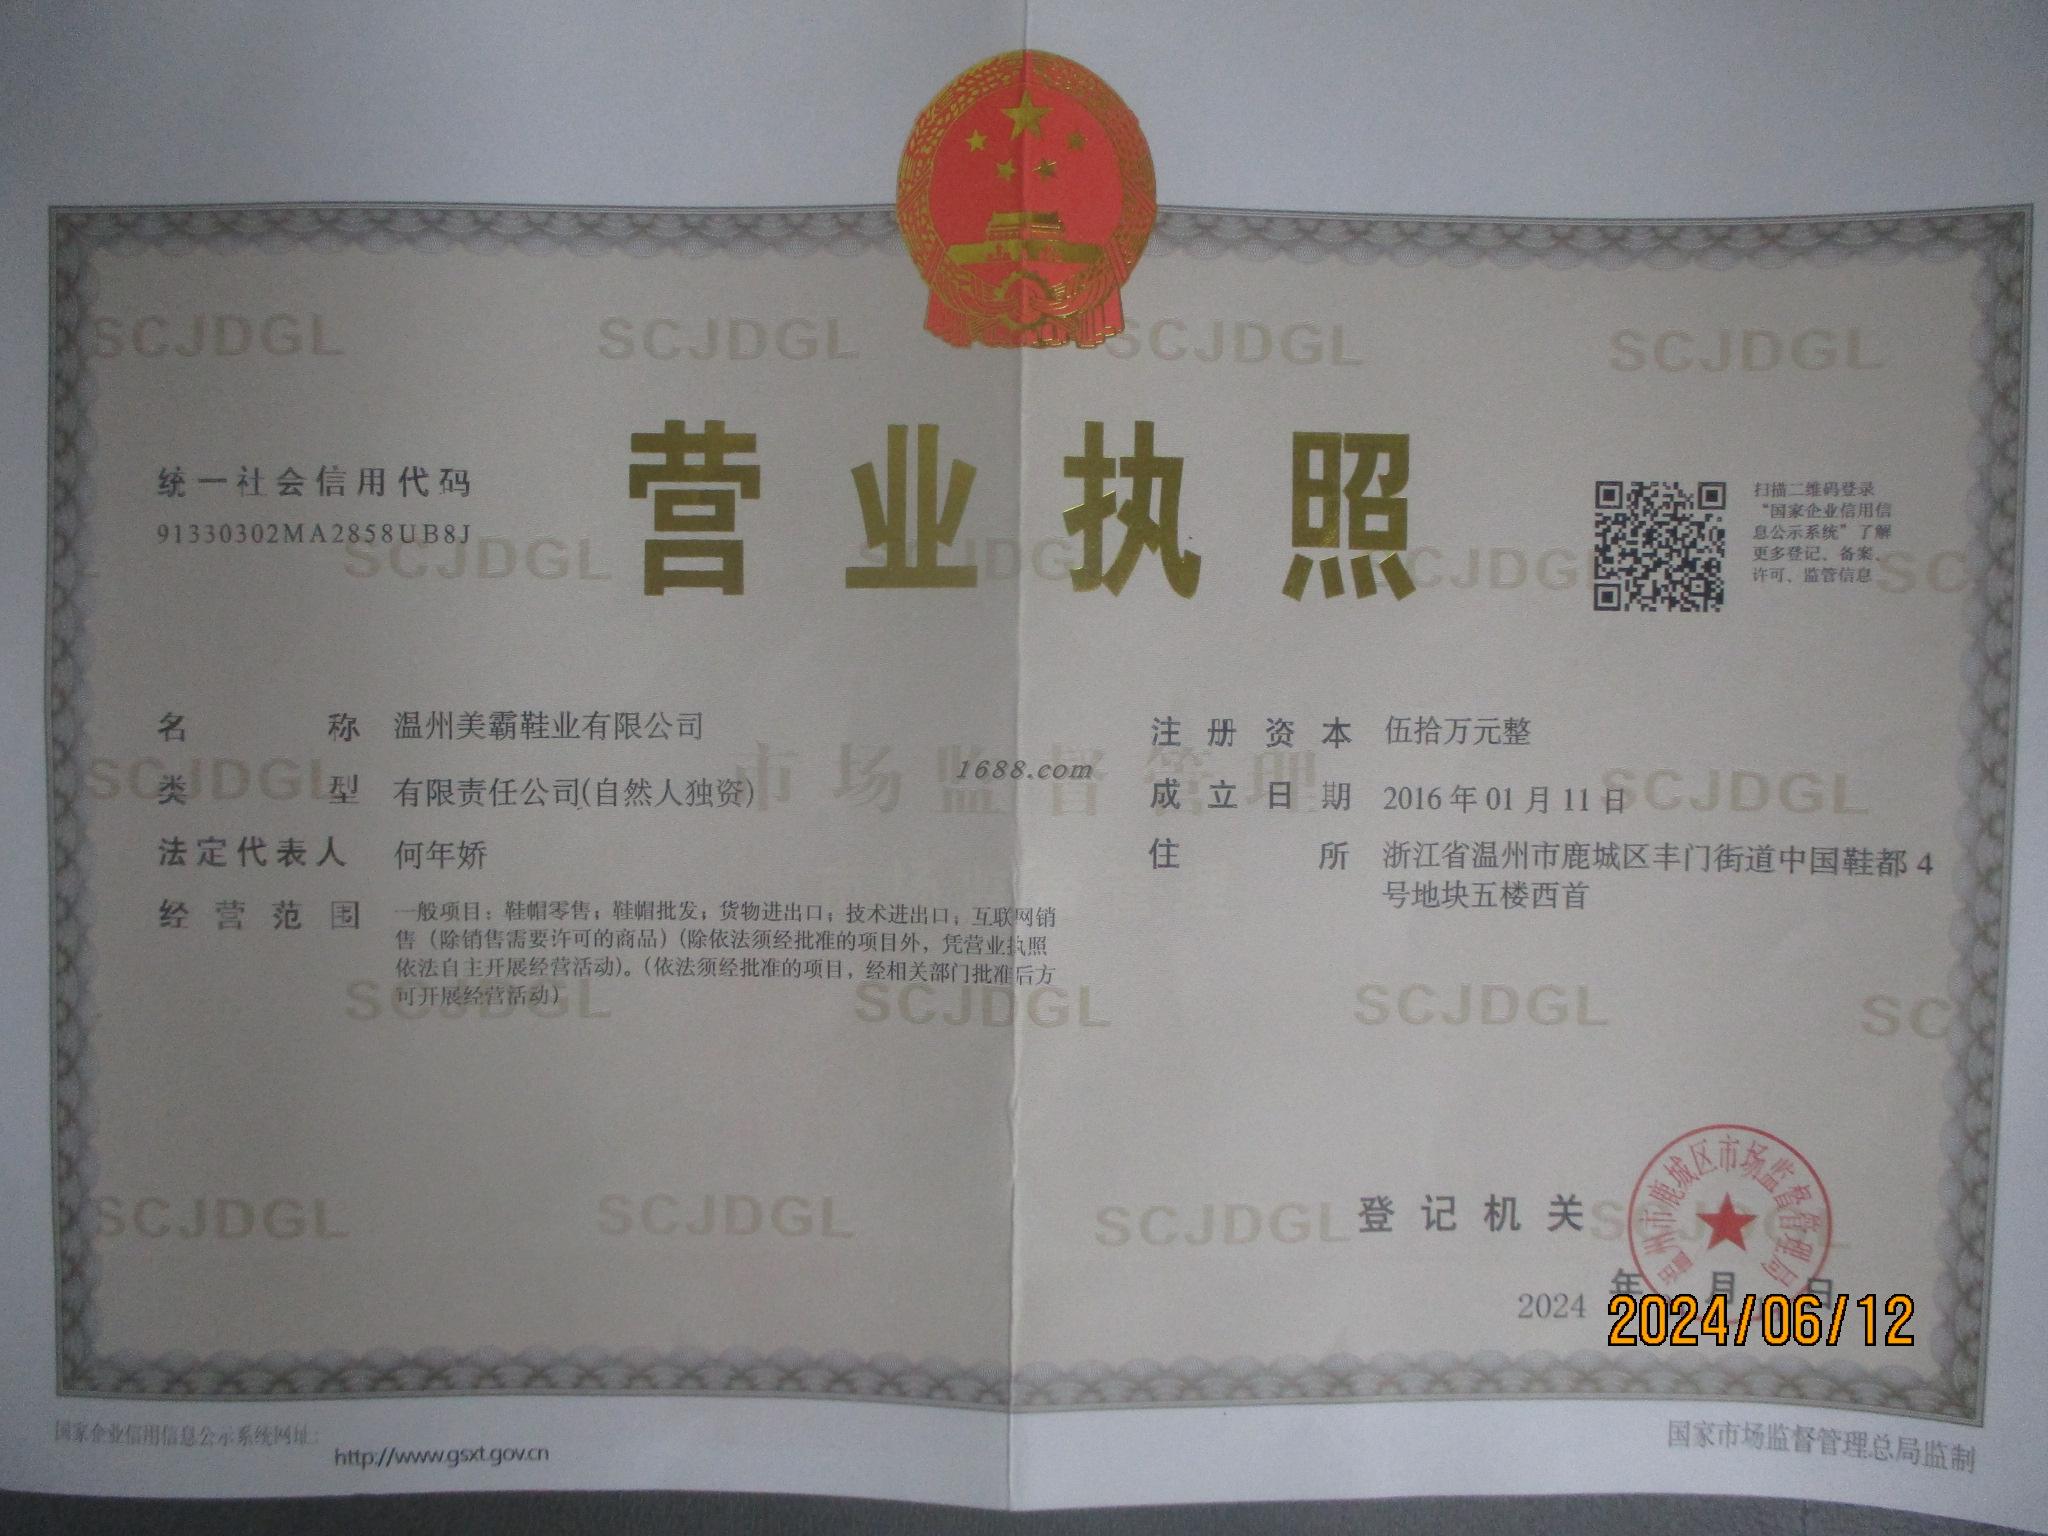 营业执照
统一社会信用代码
91330302MA2858UB8J
扫描二维码登录
“国家企业信用信
息公示系统”了解
更多登记、备案、
许可、监管信息
名称 温州美霸鞋业有限公司
类型 有限责任公司(自然人独资)
法定代表人 何年娇
经营范围 一般项目：鞋帽零售；鞋帽批发；货物进出口；技术进出口；互联网销
售（除销售需要许可的商品）(除依法须经批准的项目外，凭营业执照
依法自主开展经营活动)。(依法须经批准的项目，经相关部门批准后方
可开展经营活动)
注册资本 伍拾万元整
成立日期 2016年01月11日
住所 浙江省温州市鹿城区丰门街道中国鞋都4
号地块五楼西首
1688.com
市场监督管理
SCJDGL
登记机关
温州市鹿城区市场监督管理局
2024 年 月 日
2024/06/12
国家企业信用信息公示系统网址：
http://www.gsxt.gov.cn
国家市场监督管理总局监制